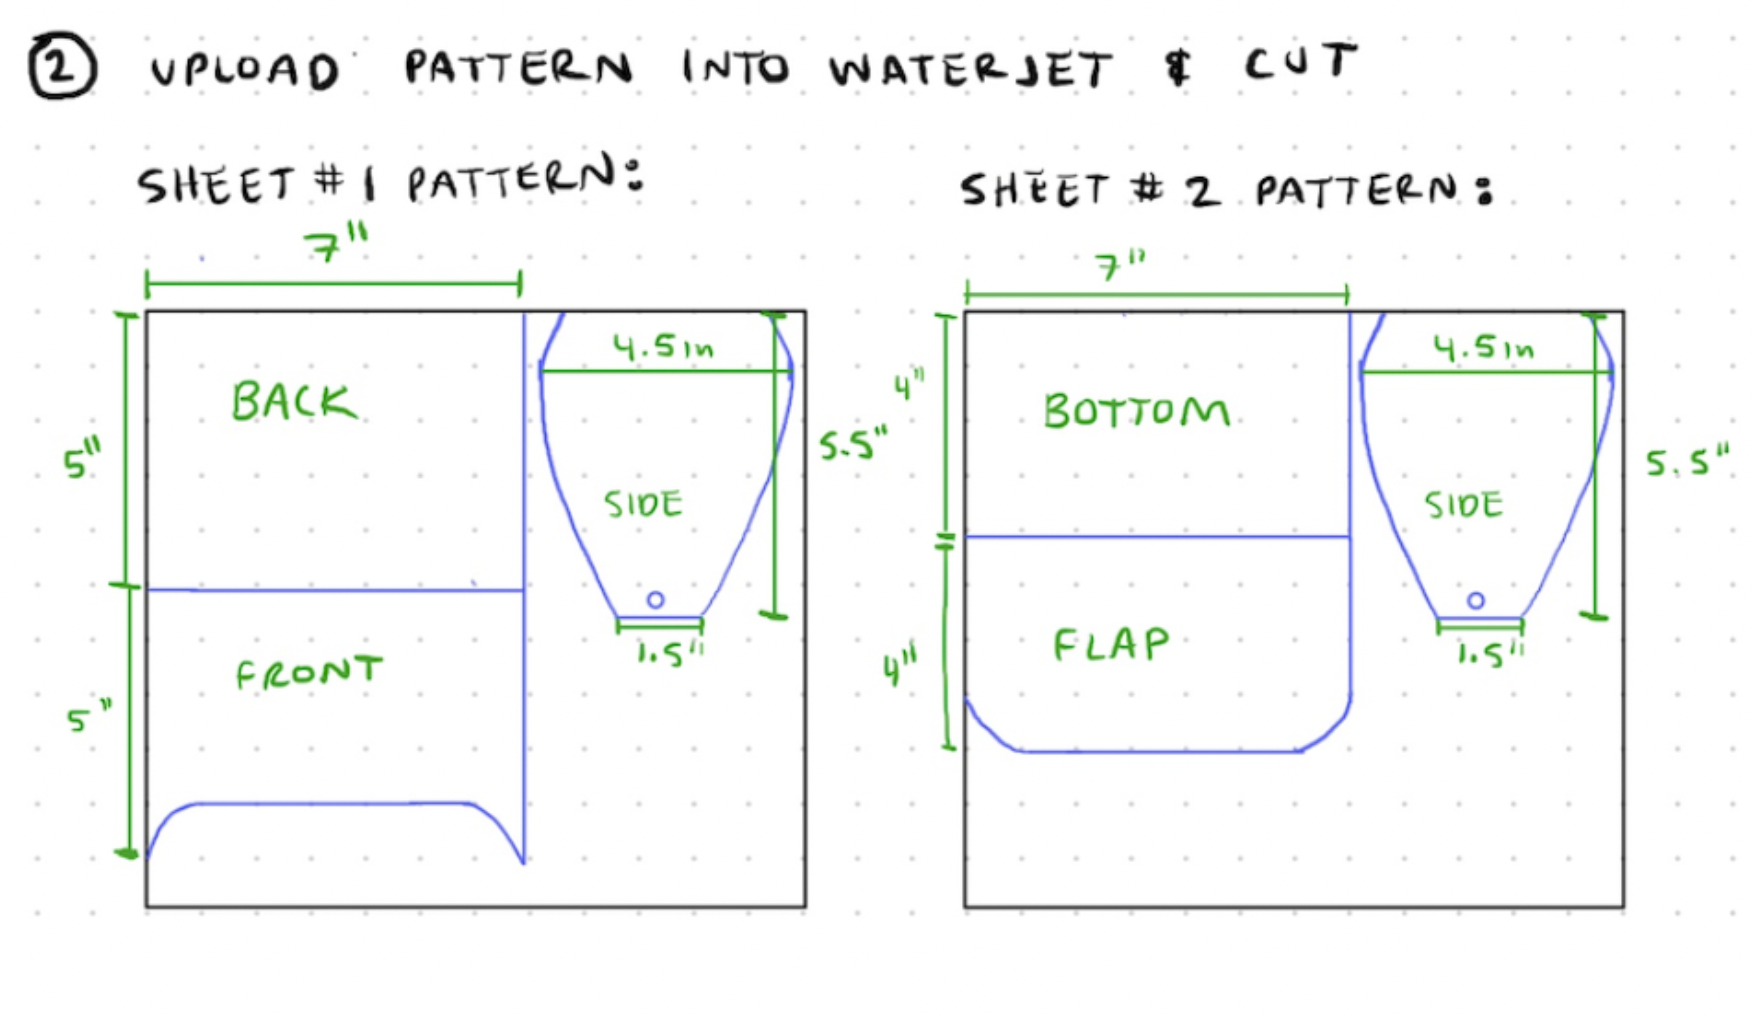 ② UPLOAD PATTERN INTO WATERJET & CUT
SHEET #1 PATTERN:
7"
BACK
5"
FRONT
5"
4.5in
5.5"
SIDE
1.5"
SHEET #2 PATTERN:
7"
BOTTOM
4"
FLAP
4"
4.5in
5.5"
SIDE
1.5"